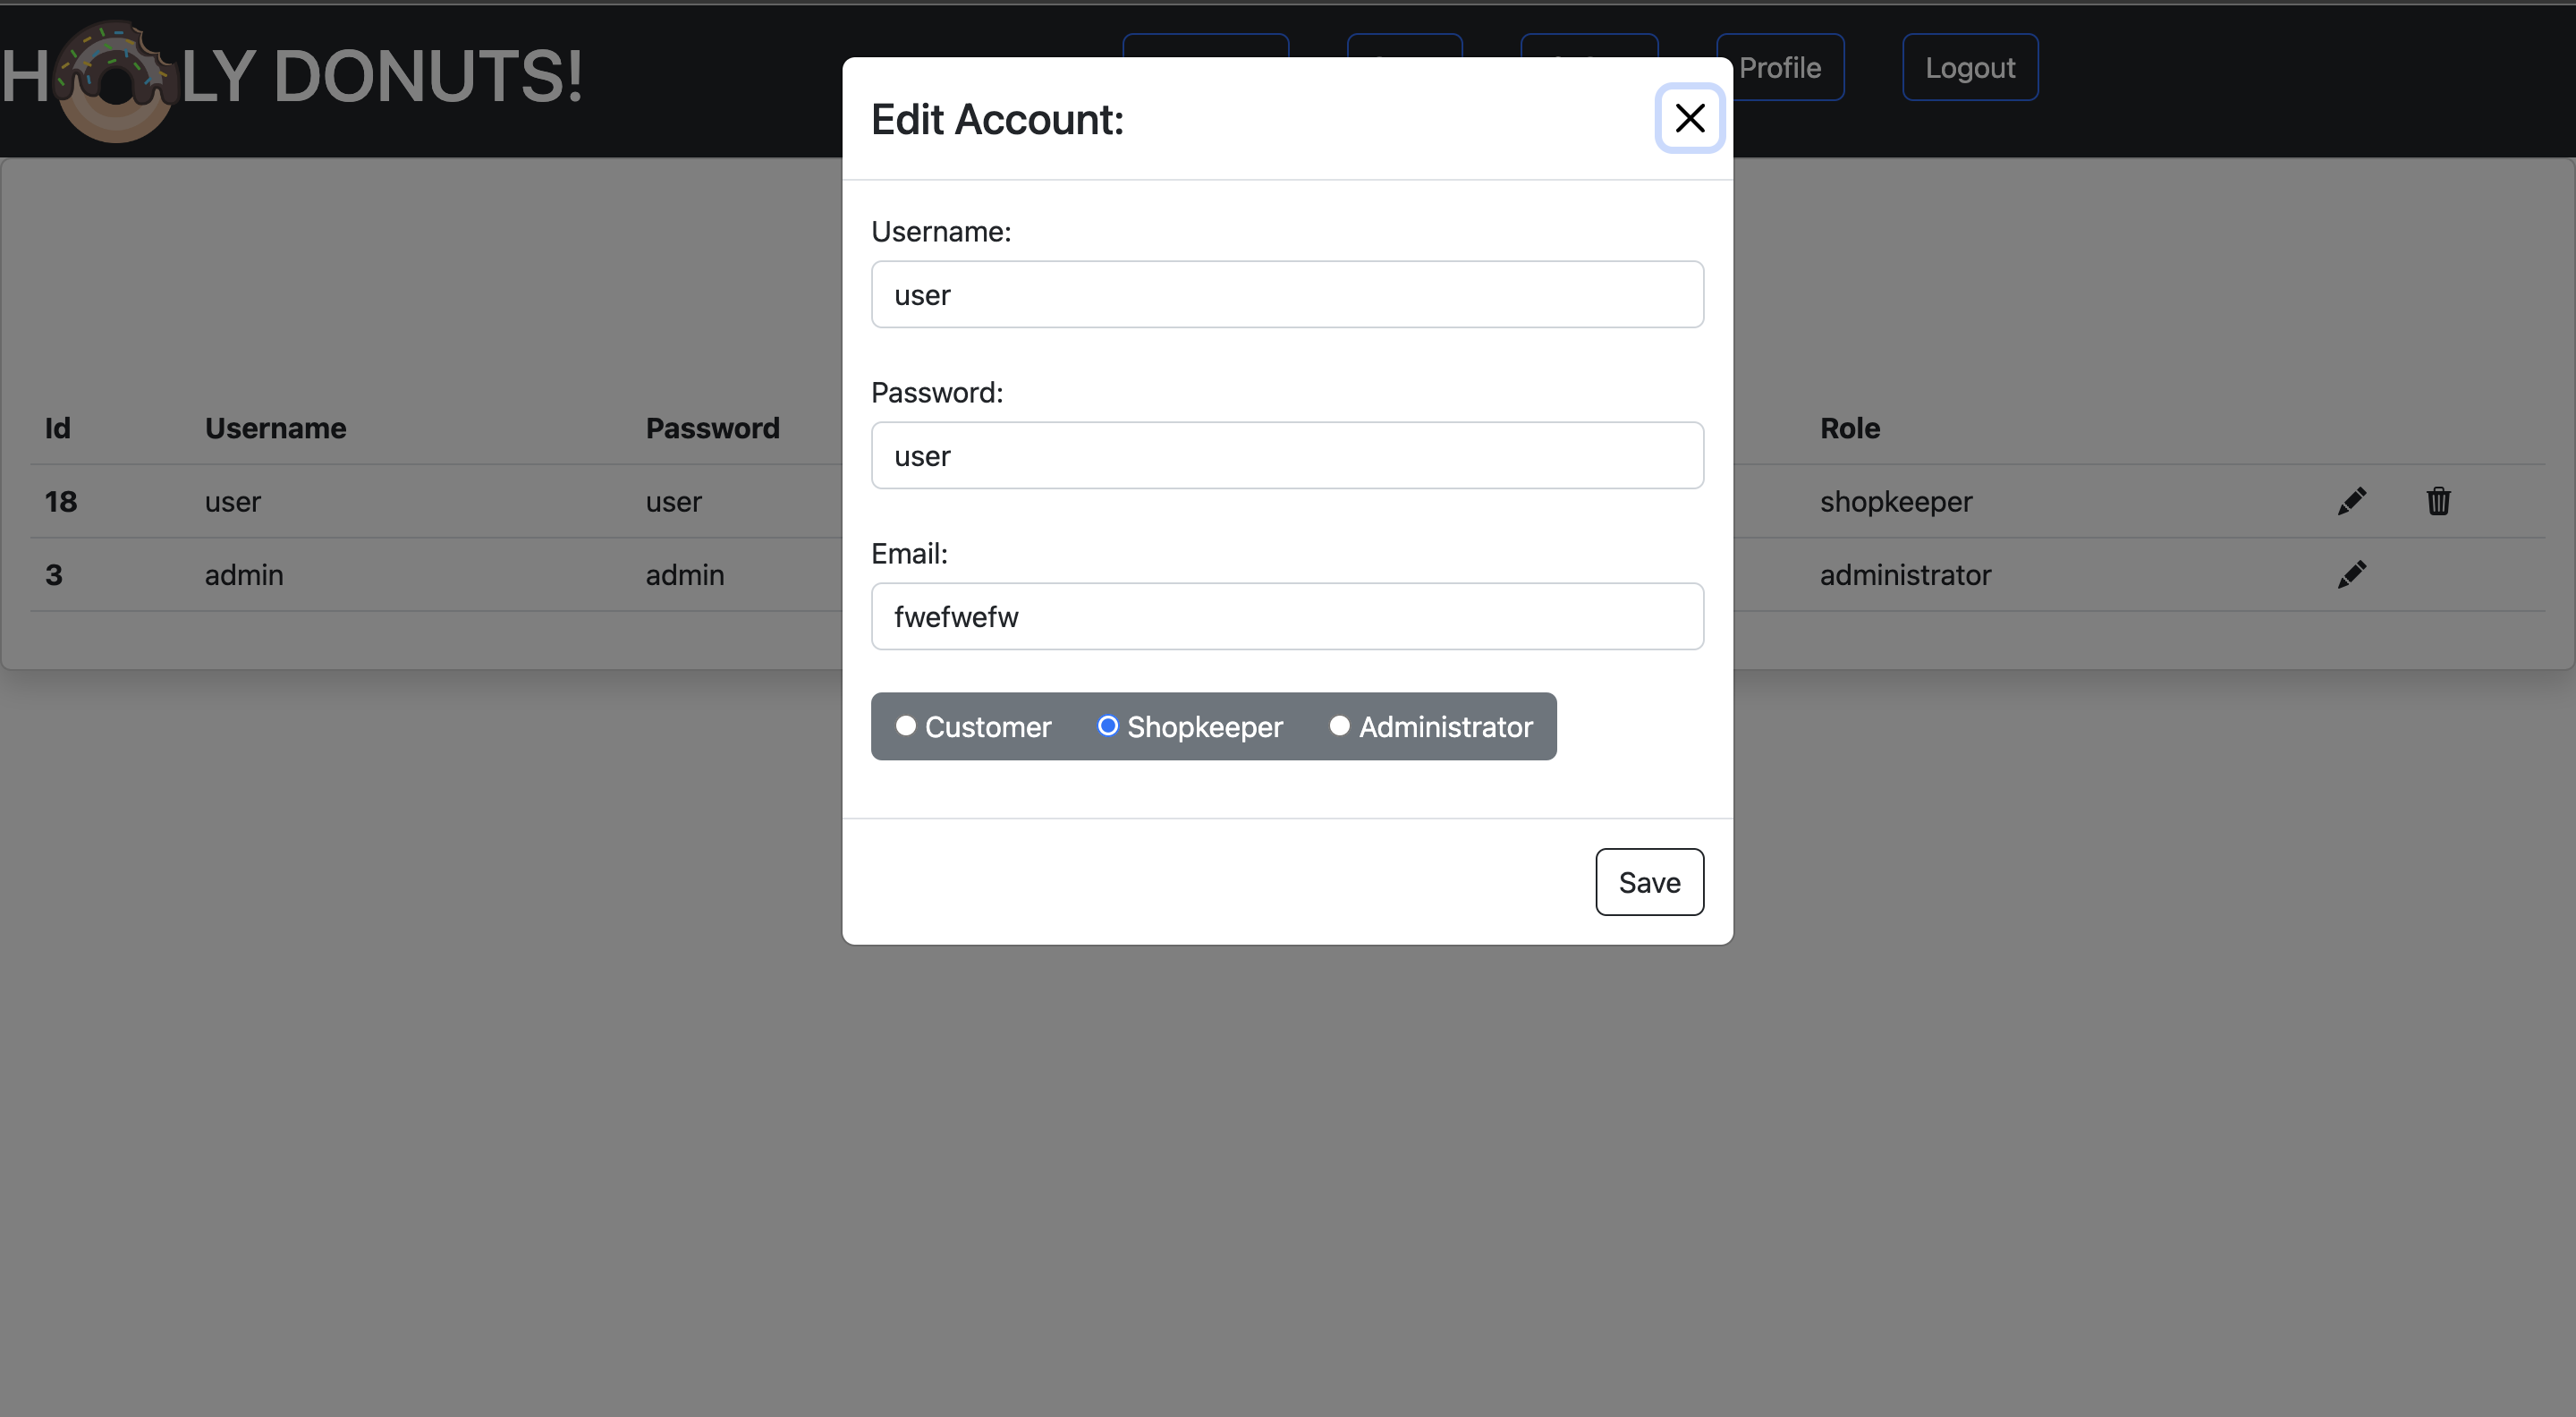 H LY DONUTS!
Profile
Logout
Edit Account:
Username:
user
Password:
user
Email:
fwefwefw
Customer
Shopkeeper
Administrator
Save
Id Username Password Role
18 user user shopkeeper
3 admin admin administrator